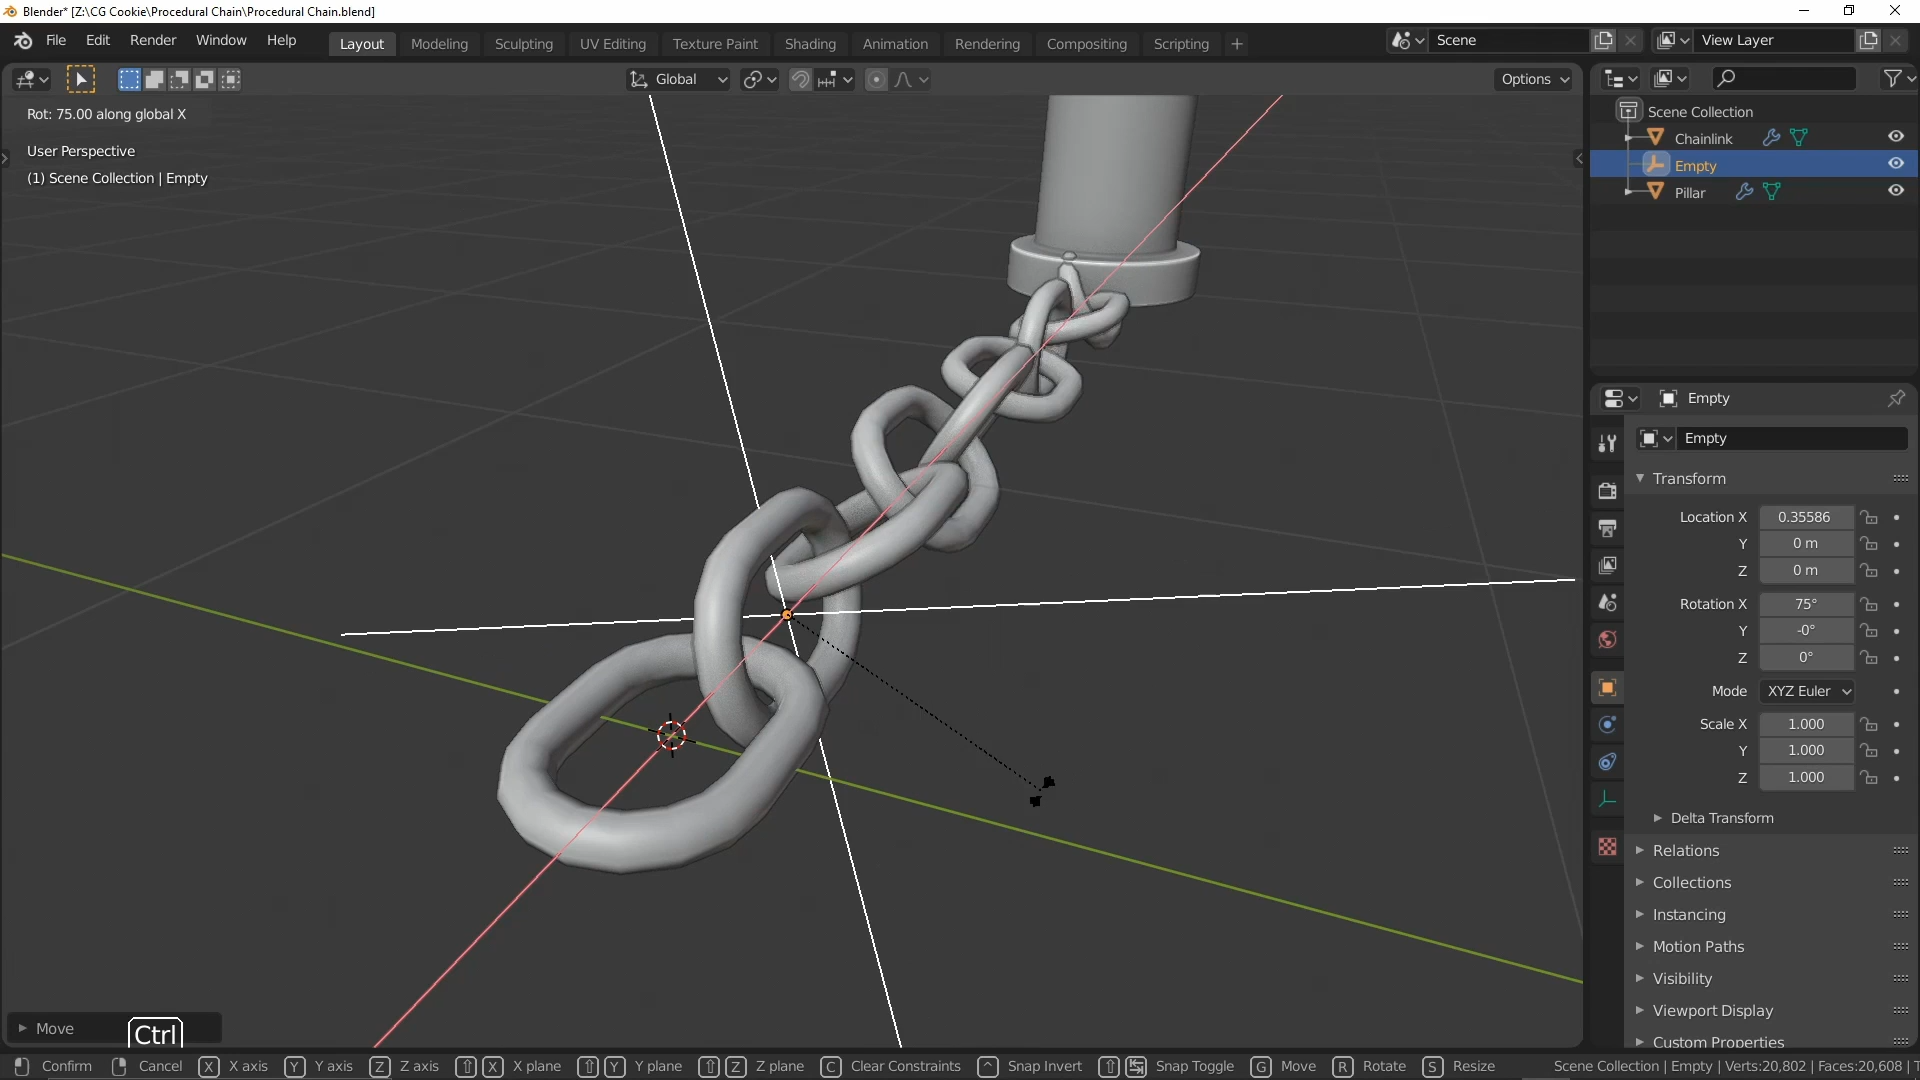 Blender* [Z:\CG Cookie\Procedural Chain\Procedural Chain.blend]
File Edit Render Window Help Layout Modeling Sculpting UV Editing Texture Paint Shading Animation Rendering Compositing Scripting + Scene View Layer
Global Options
Rot: 75.00 along global X
User Perspective
(1) Scene Collection | Empty
Scene Collection
Chainlink
Empty
Pillar
Empty
Empty
Transform
Location X 0.35586
Y 0 m
Z 0 m
Rotation X 75°
Y -0°
Z 0°
Mode XYZ Euler
Scale X 1.000
Y 1.000
Z 1.000
Delta Transform
Relations
Collections
Instancing
Motion Paths
Visibility
Viewport Display
Custom Properties
Move
Ctrl
Confirm Cancel X X axis Y Y axis Z Z axis X X plane Y Y plane Z Z plane C Clear Constraints ^ Snap Invert Snap Toggle G Move R Rotate S Resize Scene Collection | Empty | Verts:20,802 | Faces:20,608 |